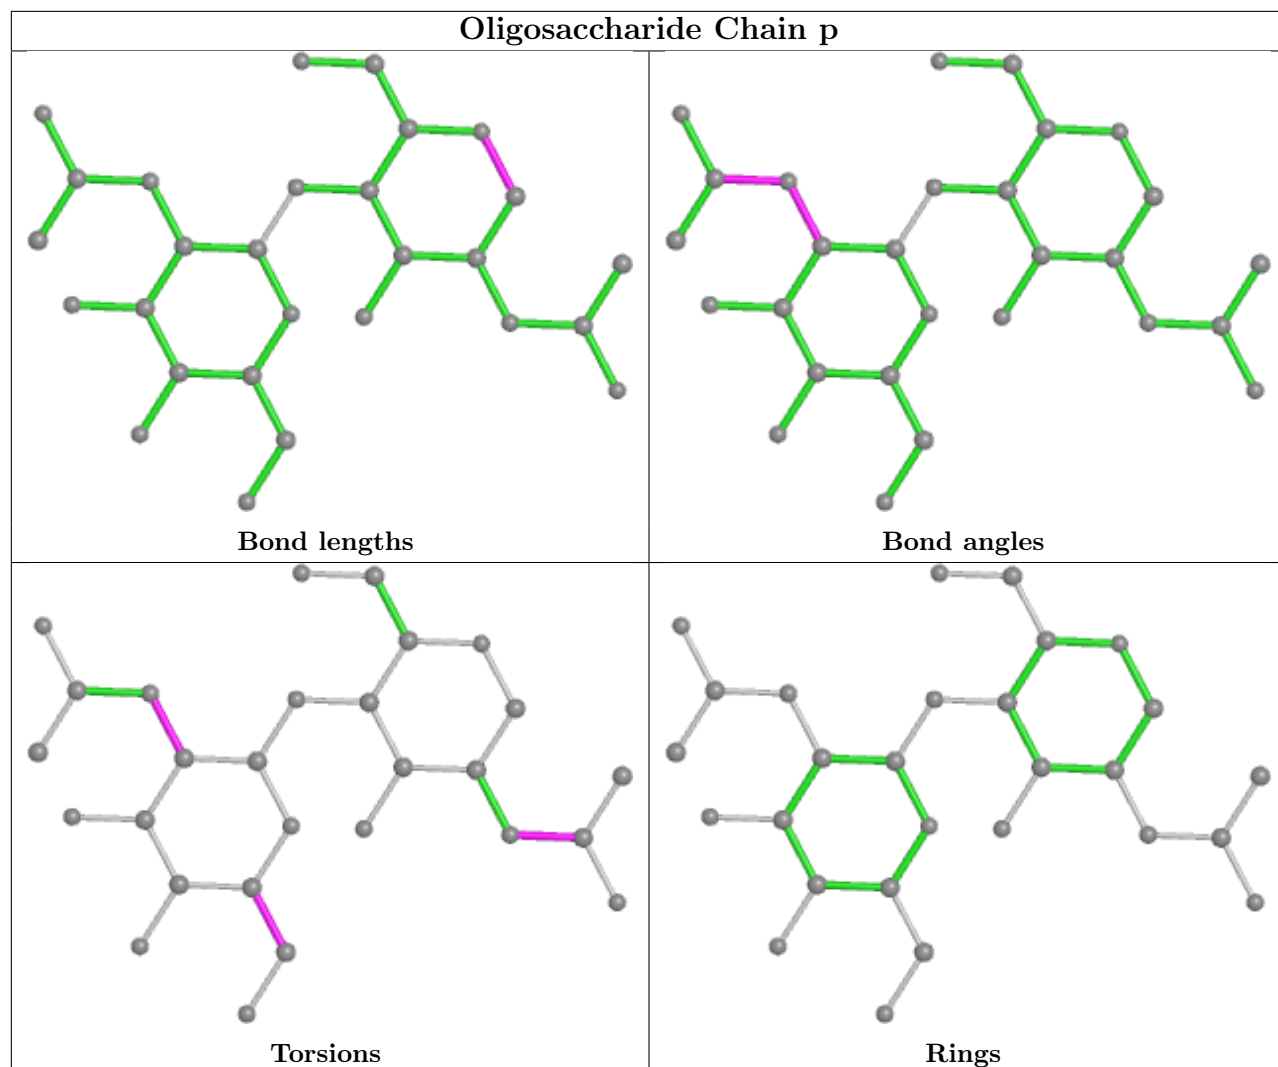 Oligosaccharide Chain p
Bond lengths
Bond angles
Torsions
Rings